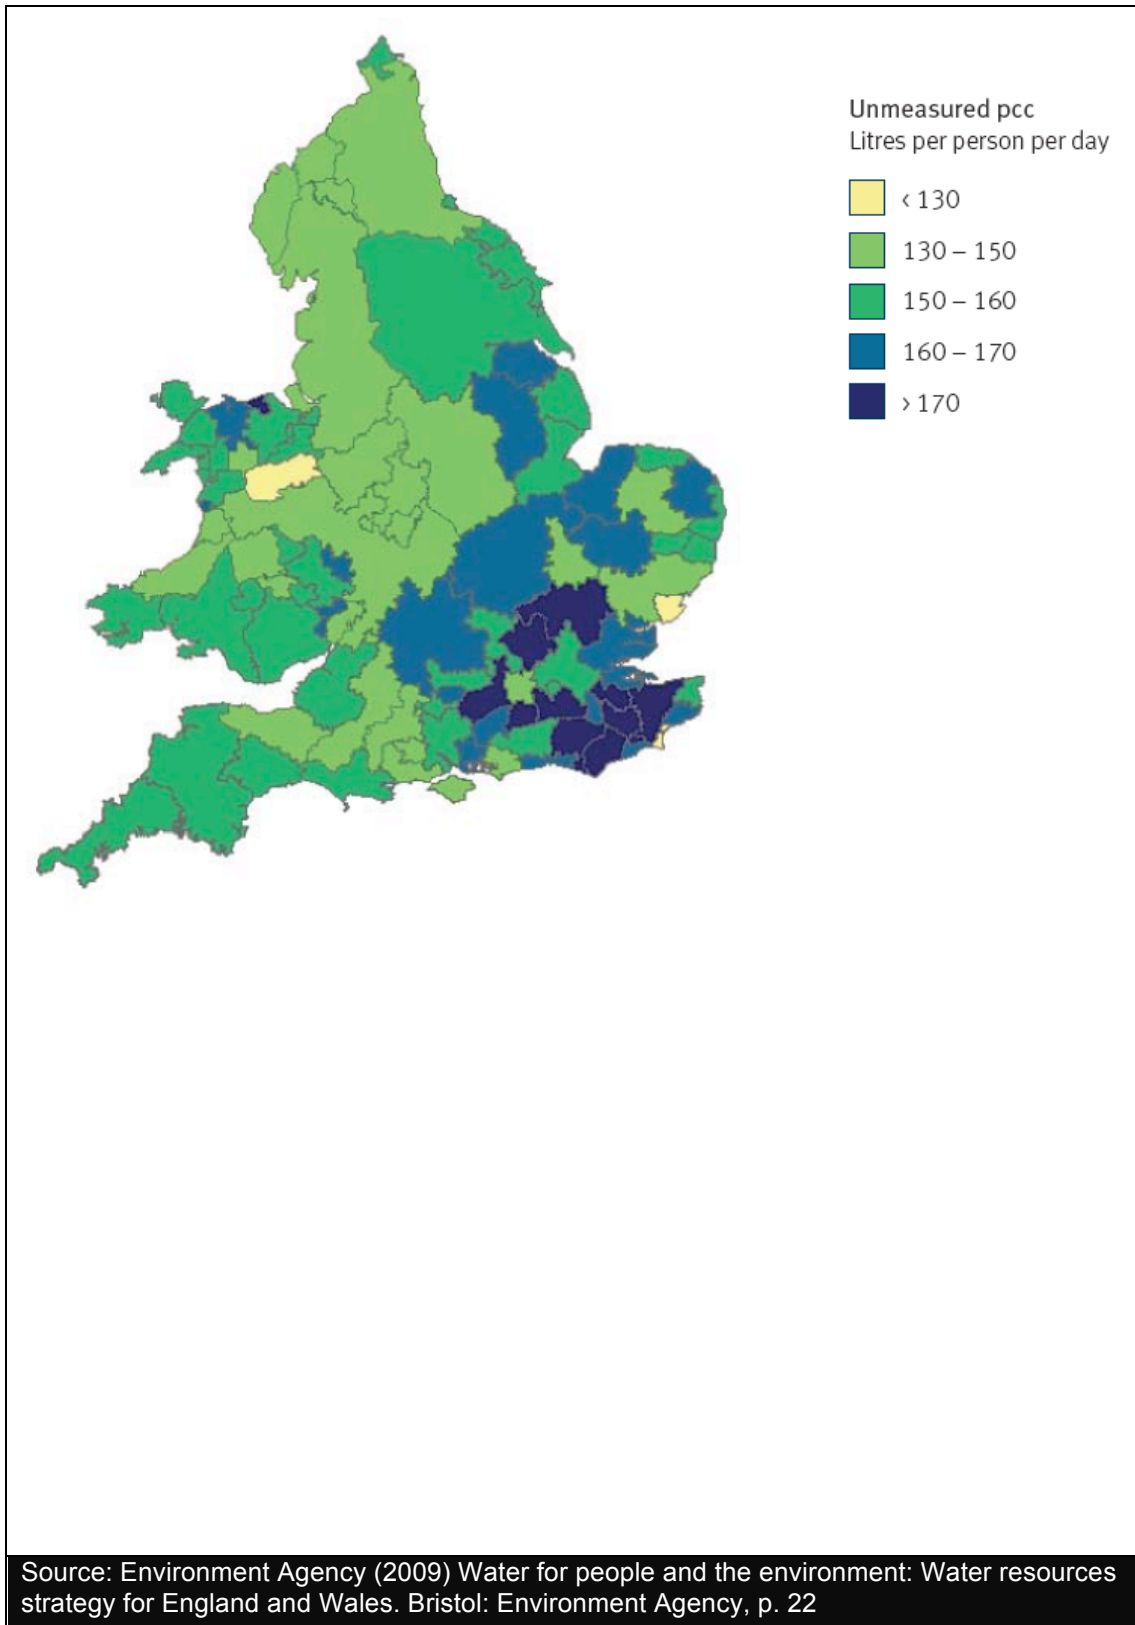 Unmeasured pcc
Litres per person per day
‹ 130
130 – 150
150 – 160
160 – 170
› 170
Source: Environment Agency (2009) Water for people and the environment: Water resources
strategy for England and Wales. Bristol: Environment Agency, p. 22